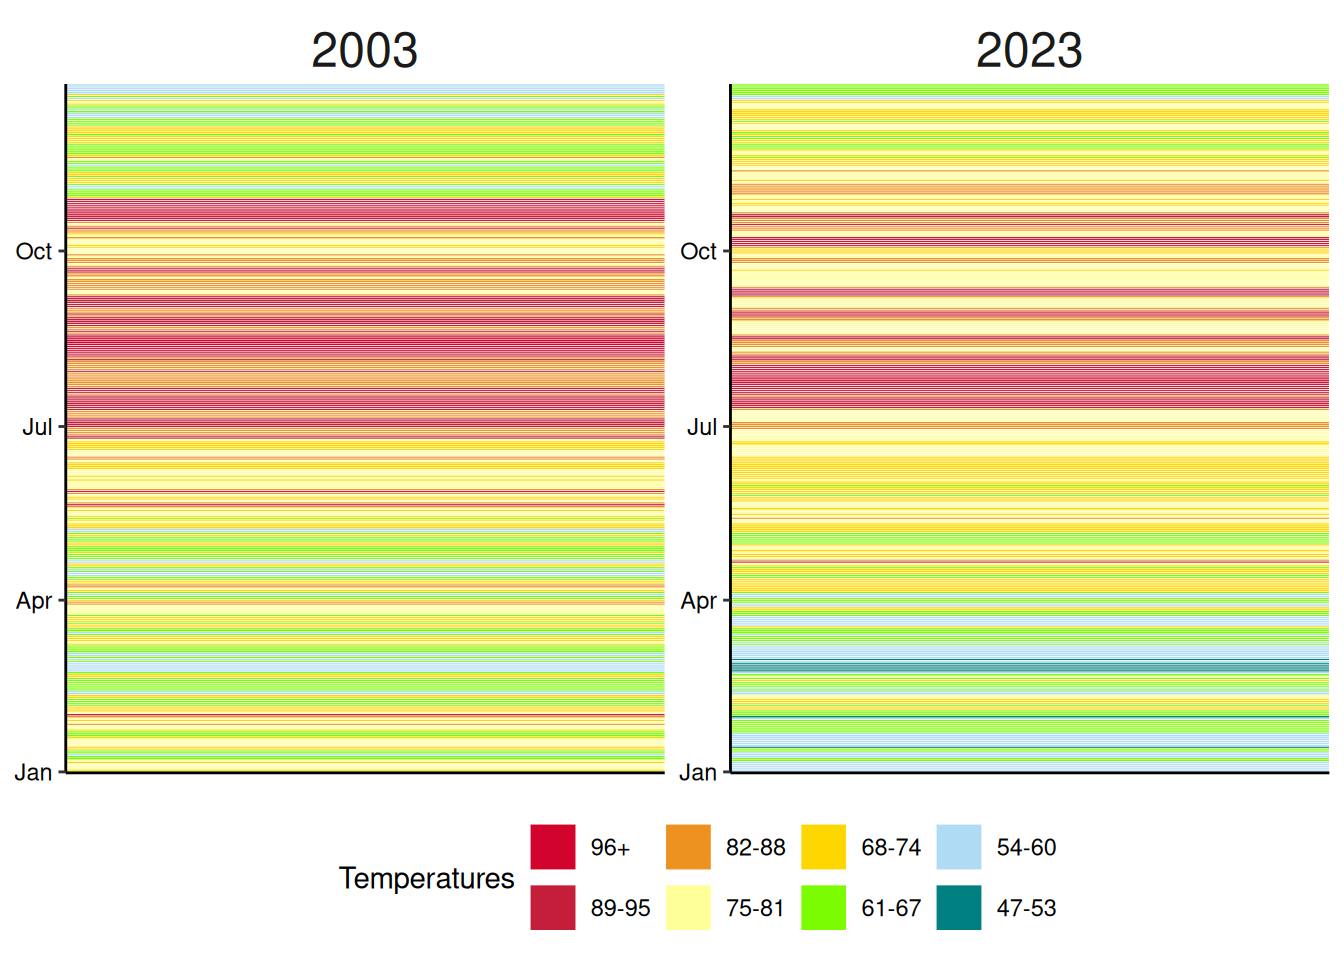 2003
2023
Oct
Jul
Apr
Jan
Oct
Jul
Apr
Jan
Temperatures
96+
82-88
68-74
54-60
89-95
75-81
61-67
47-53